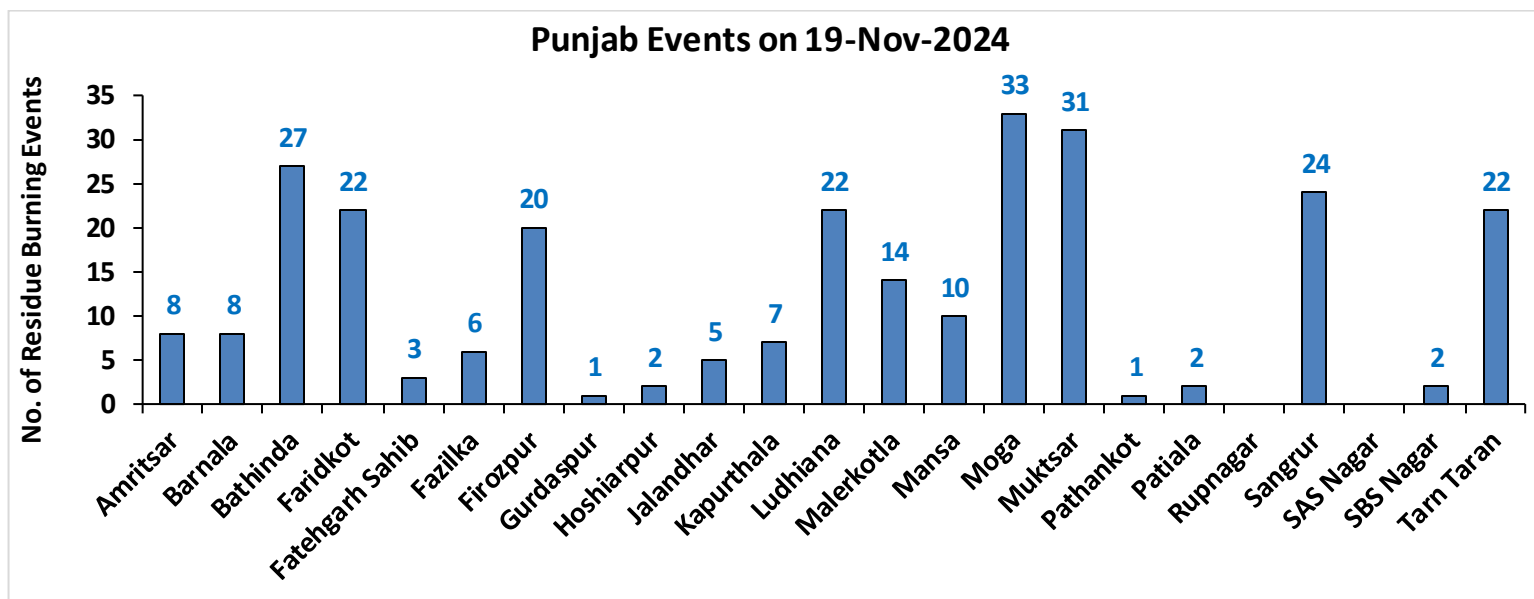 Punjab Events on 19-Nov-2024
No. of Residue Burning Events
35
30
25
20
15
10
5
0
8
8
27
22
3
6
20
1
2
5
7
22
14
10
33
31
1
2
24
2
22
Amritsar
Barnala
Bathinda
Faridkot
Fatehgarh Sahib
Fazilka
Firozpur
Gurdaspur
Hoshiarpur
Jalandhar
Kapurthala
Ludhiana
Malerkotla
Mansa
Moga
Muktsar
Pathankot
Patiala
Rupnagar
Sangrur
SAS Nagar
SBS Nagar
Tarn Taran